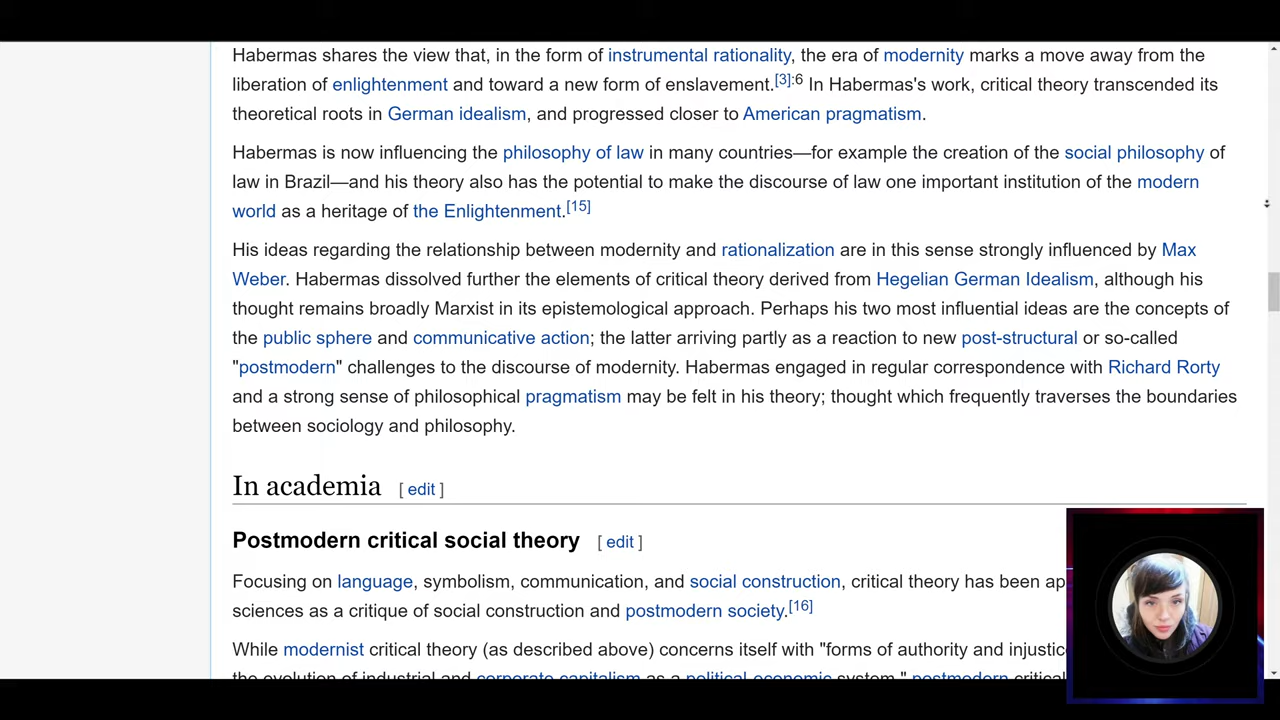 Habermas shares the view that, in the form of instrumental rationality, the era of modernity marks a move away from the
liberation of enlightenment and toward a new form of enslavement.[3]:6 In Habermas's work, critical theory transcended its
theoretical roots in German idealism, and progressed closer to American pragmatism.
Habermas is now influencing the philosophy of law in many countries—for example the creation of the social philosophy of
law in Brazil—and his theory also has the potential to make the discourse of law one important institution of the modern
world as a heritage of the Enlightenment.[15]
His ideas regarding the relationship between modernity and rationalization are in this sense strongly influenced by Max
Weber. Habermas dissolved further the elements of critical theory derived from Hegelian German Idealism, although his
thought remains broadly Marxist in its epistemological approach. Perhaps his two most influential ideas are the concepts of
the public sphere and communicative action; the latter arriving partly as a reaction to new post-structural or so-called
"postmodern" challenges to the discourse of modernity. Habermas engaged in regular correspondence with Richard Rorty
and a strong sense of philosophical pragmatism may be felt in his theory; thought which frequently traverses the boundaries
between sociology and philosophy.
In academia [ edit ]
Postmodern critical social theory [ edit ]
Focusing on language, symbolism, communication, and social construction, critical theory has been ap
sciences as a critique of social construction and postmodern society.[16]
While modernist critical theory (as described above) concerns itself with "forms of authority and injustic
the evolution of industrial and corporate capitalism as a political-economic system," postmodern critical